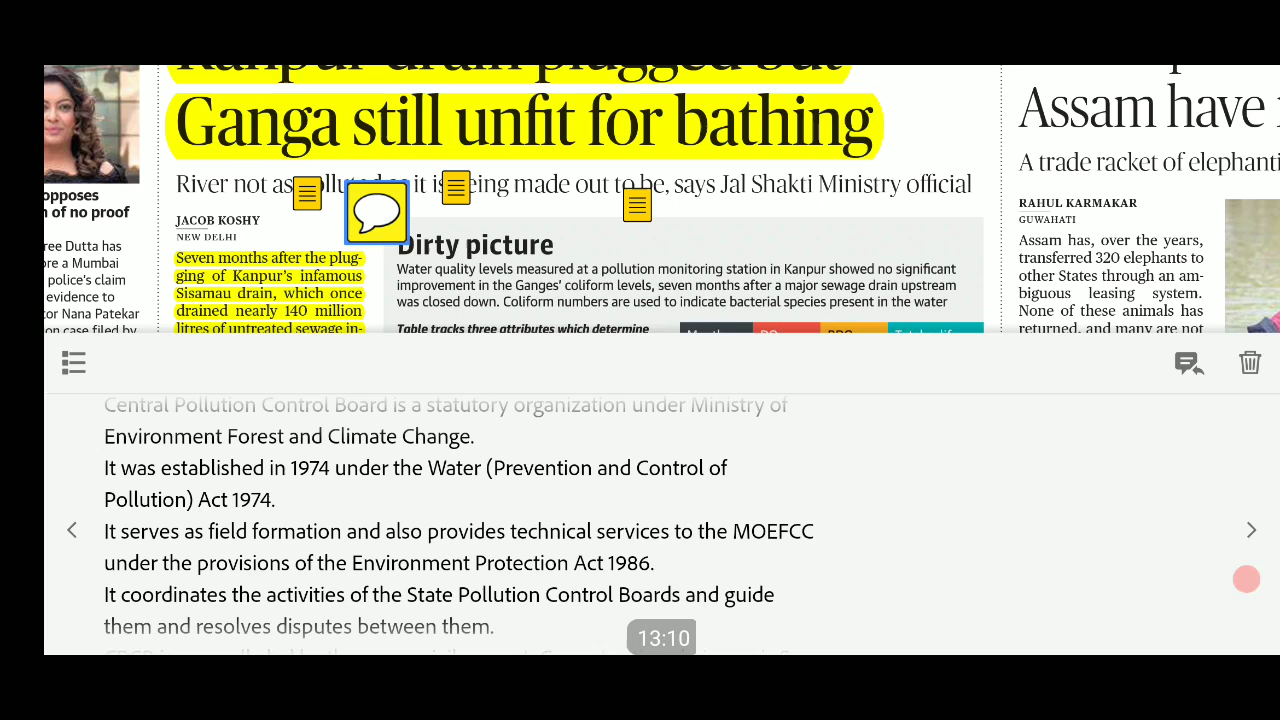 Kanpur drain plugged but
Ganga still unfit for bathing
River not as polluted as it is being made out to be, says Jal Shakti Ministry official
opposes
of no proof
ree Dutta has
ore a Mumbai
police's claim
evidence to
tor Nana Patekar
on case filed by
JACOB KOSHY
NEW DELHI
Seven months after the plug-
ging of Kanpur's infamous
Sisamau drain, which once
drained nearly 140 million
litres of untreated sewage in-
Dirty picture
Water quality levels measured at a pollution monitoring station in Kanpur showed no significant
improvement in the Ganges' coliform levels, seven months after a major sewage drain upstream
was closed down. Coliform numbers are used to indicate bacterial species present in the water
Table tracks three attributes which determine
Assam have
A trade racket of elephanti
RAHUL KARMAKAR
GUWAHATI
Assam has, over the years,
transferred 320 elephants to
other States through an am-
biguous leasing system.
None of these animals has
returned, and many are not
Central Pollution Control Board is a statutory organization under Ministry of
Environment Forest and Climate Change.
It was established in 1974 under the Water (Prevention and Control of
Pollution) Act 1974.
It serves as field formation and also provides technical services to the MOEFCC
under the provisions of the Environment Protection Act 1986.
It coordinates the activities of the State Pollution Control Boards and guide
them and resolves disputes between them.
13:10